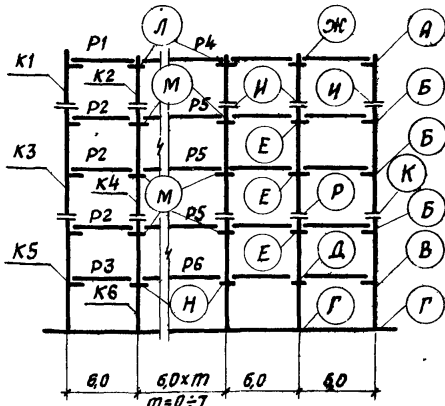 Р1 Л Р4 Ж А
К1 К2 М И И Б
Р2 Р5 Е
К3 Р2 Р5 Б
К4 М Е Р К
Р2 Р5 Б
К5 Е Д В
Р3 Р6
К6 Н Г Г
6,0 6,0×m 6,0 6,0
m=0÷7